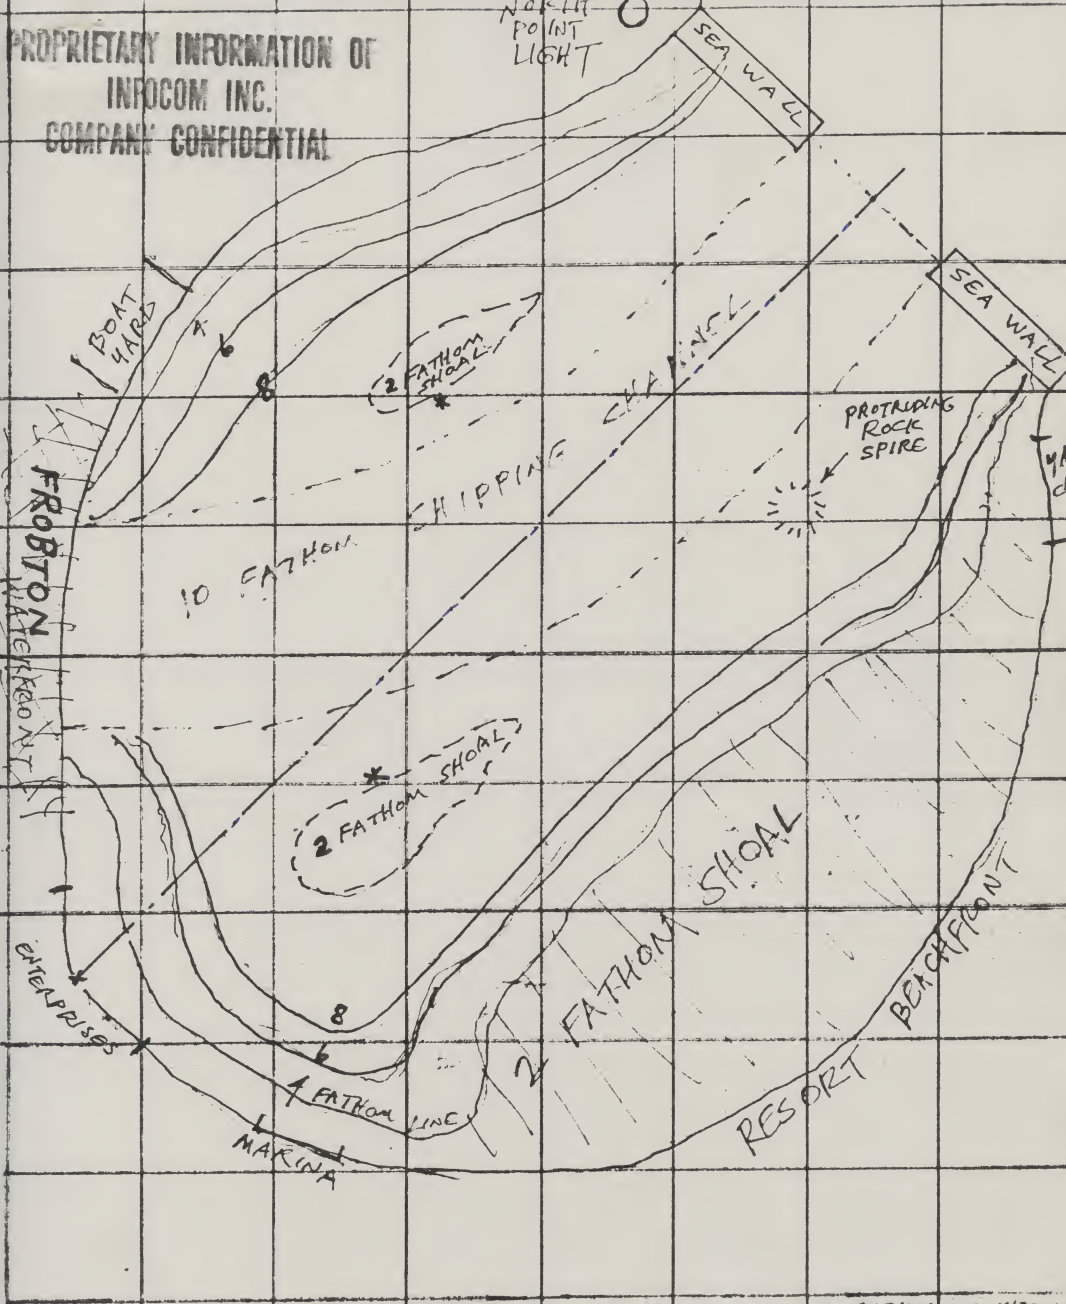 NORTH
POINT
LIGHT
PROPRIETARY INFORMATION OF
INFOCOM INC.
COMPANY CONFIDENTIAL
SEA WALL
SEA WALL
BOAT
YARD
4
6
8
2 FATHOM
SHOAL
*
PROTRUDING
ROCK
SPIRE
10 FATHOM SHIPPING CHANNEL
FROBTON
WATERFRONT
*
2 FATHOM SHOAL
2 FATHOM SHOAL
ENTERPRISES
8
6
4 FATHOM LINE
MARINA
RESORT BEACHFRONT